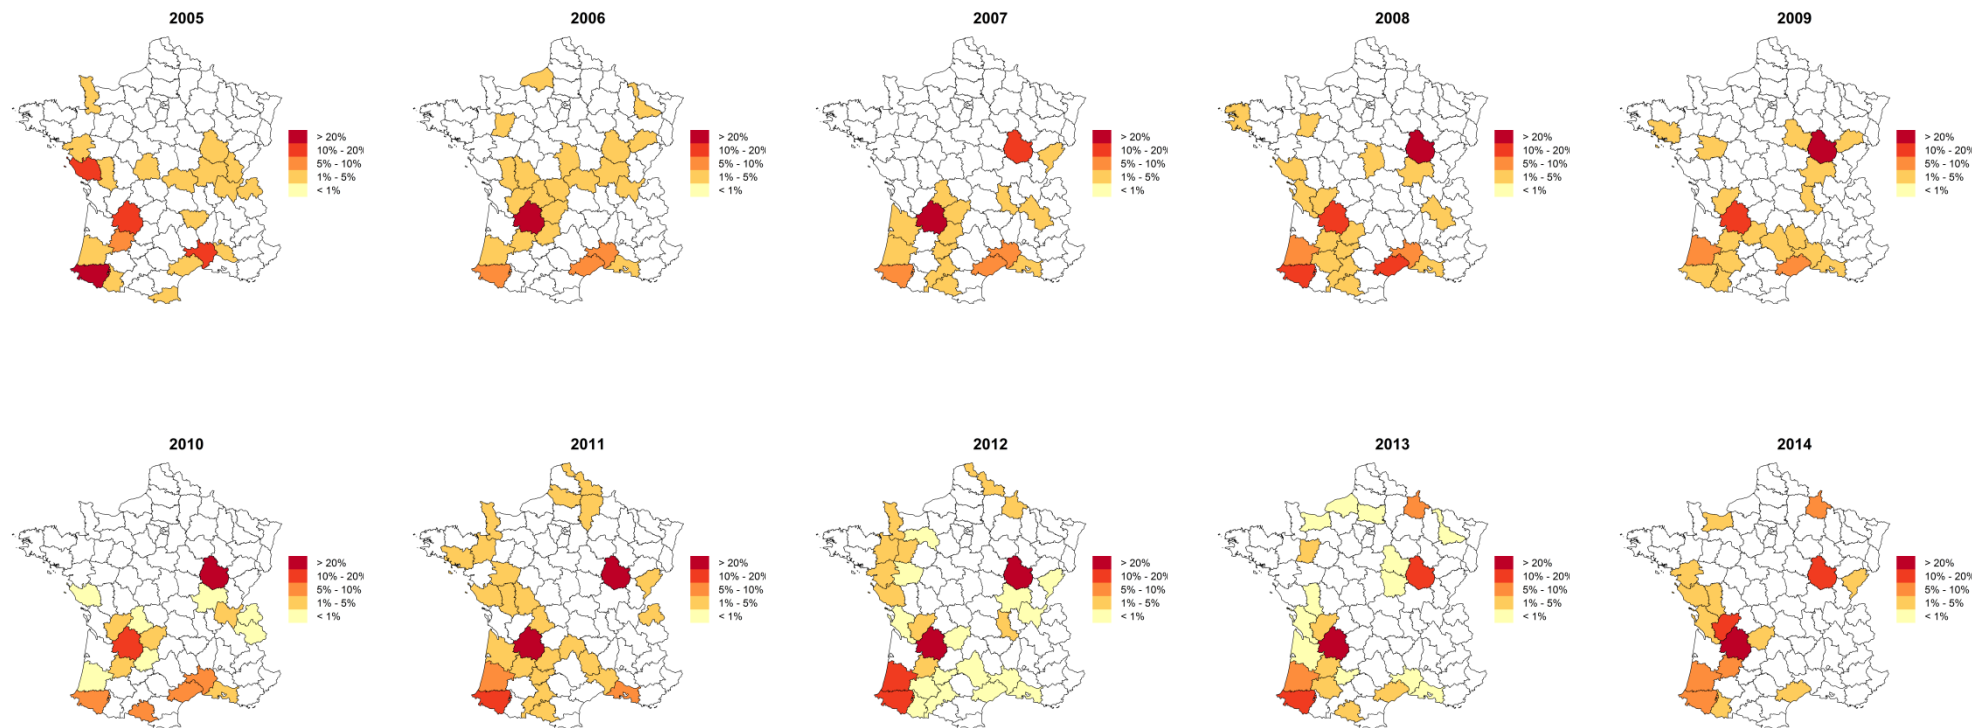 2005
2006
2007
2008
2009
> 20%
10% - 20%
5% - 10%
1% - 5%
< 1%
> 20%
10% - 20%
5% - 10%
1% - 5%
< 1%
> 20%
10% - 20%
5% - 10%
1% - 5%
< 1%
> 20%
10% - 20%
5% - 10%
1% - 5%
< 1%
> 20%
10% - 20%
5% - 10%
1% - 5%
< 1%
2010
2011
2012
2013
2014
> 20%
10% - 20%
5% - 10%
1% - 5%
< 1%
> 20%
10% - 20%
5% - 10%
1% - 5%
< 1%
> 20%
10% - 20%
5% - 10%
1% - 5%
< 1%
> 20%
10% - 20%
5% - 10%
1% - 5%
< 1%
> 20%
10% - 20%
5% - 10%
1% - 5%
< 1%